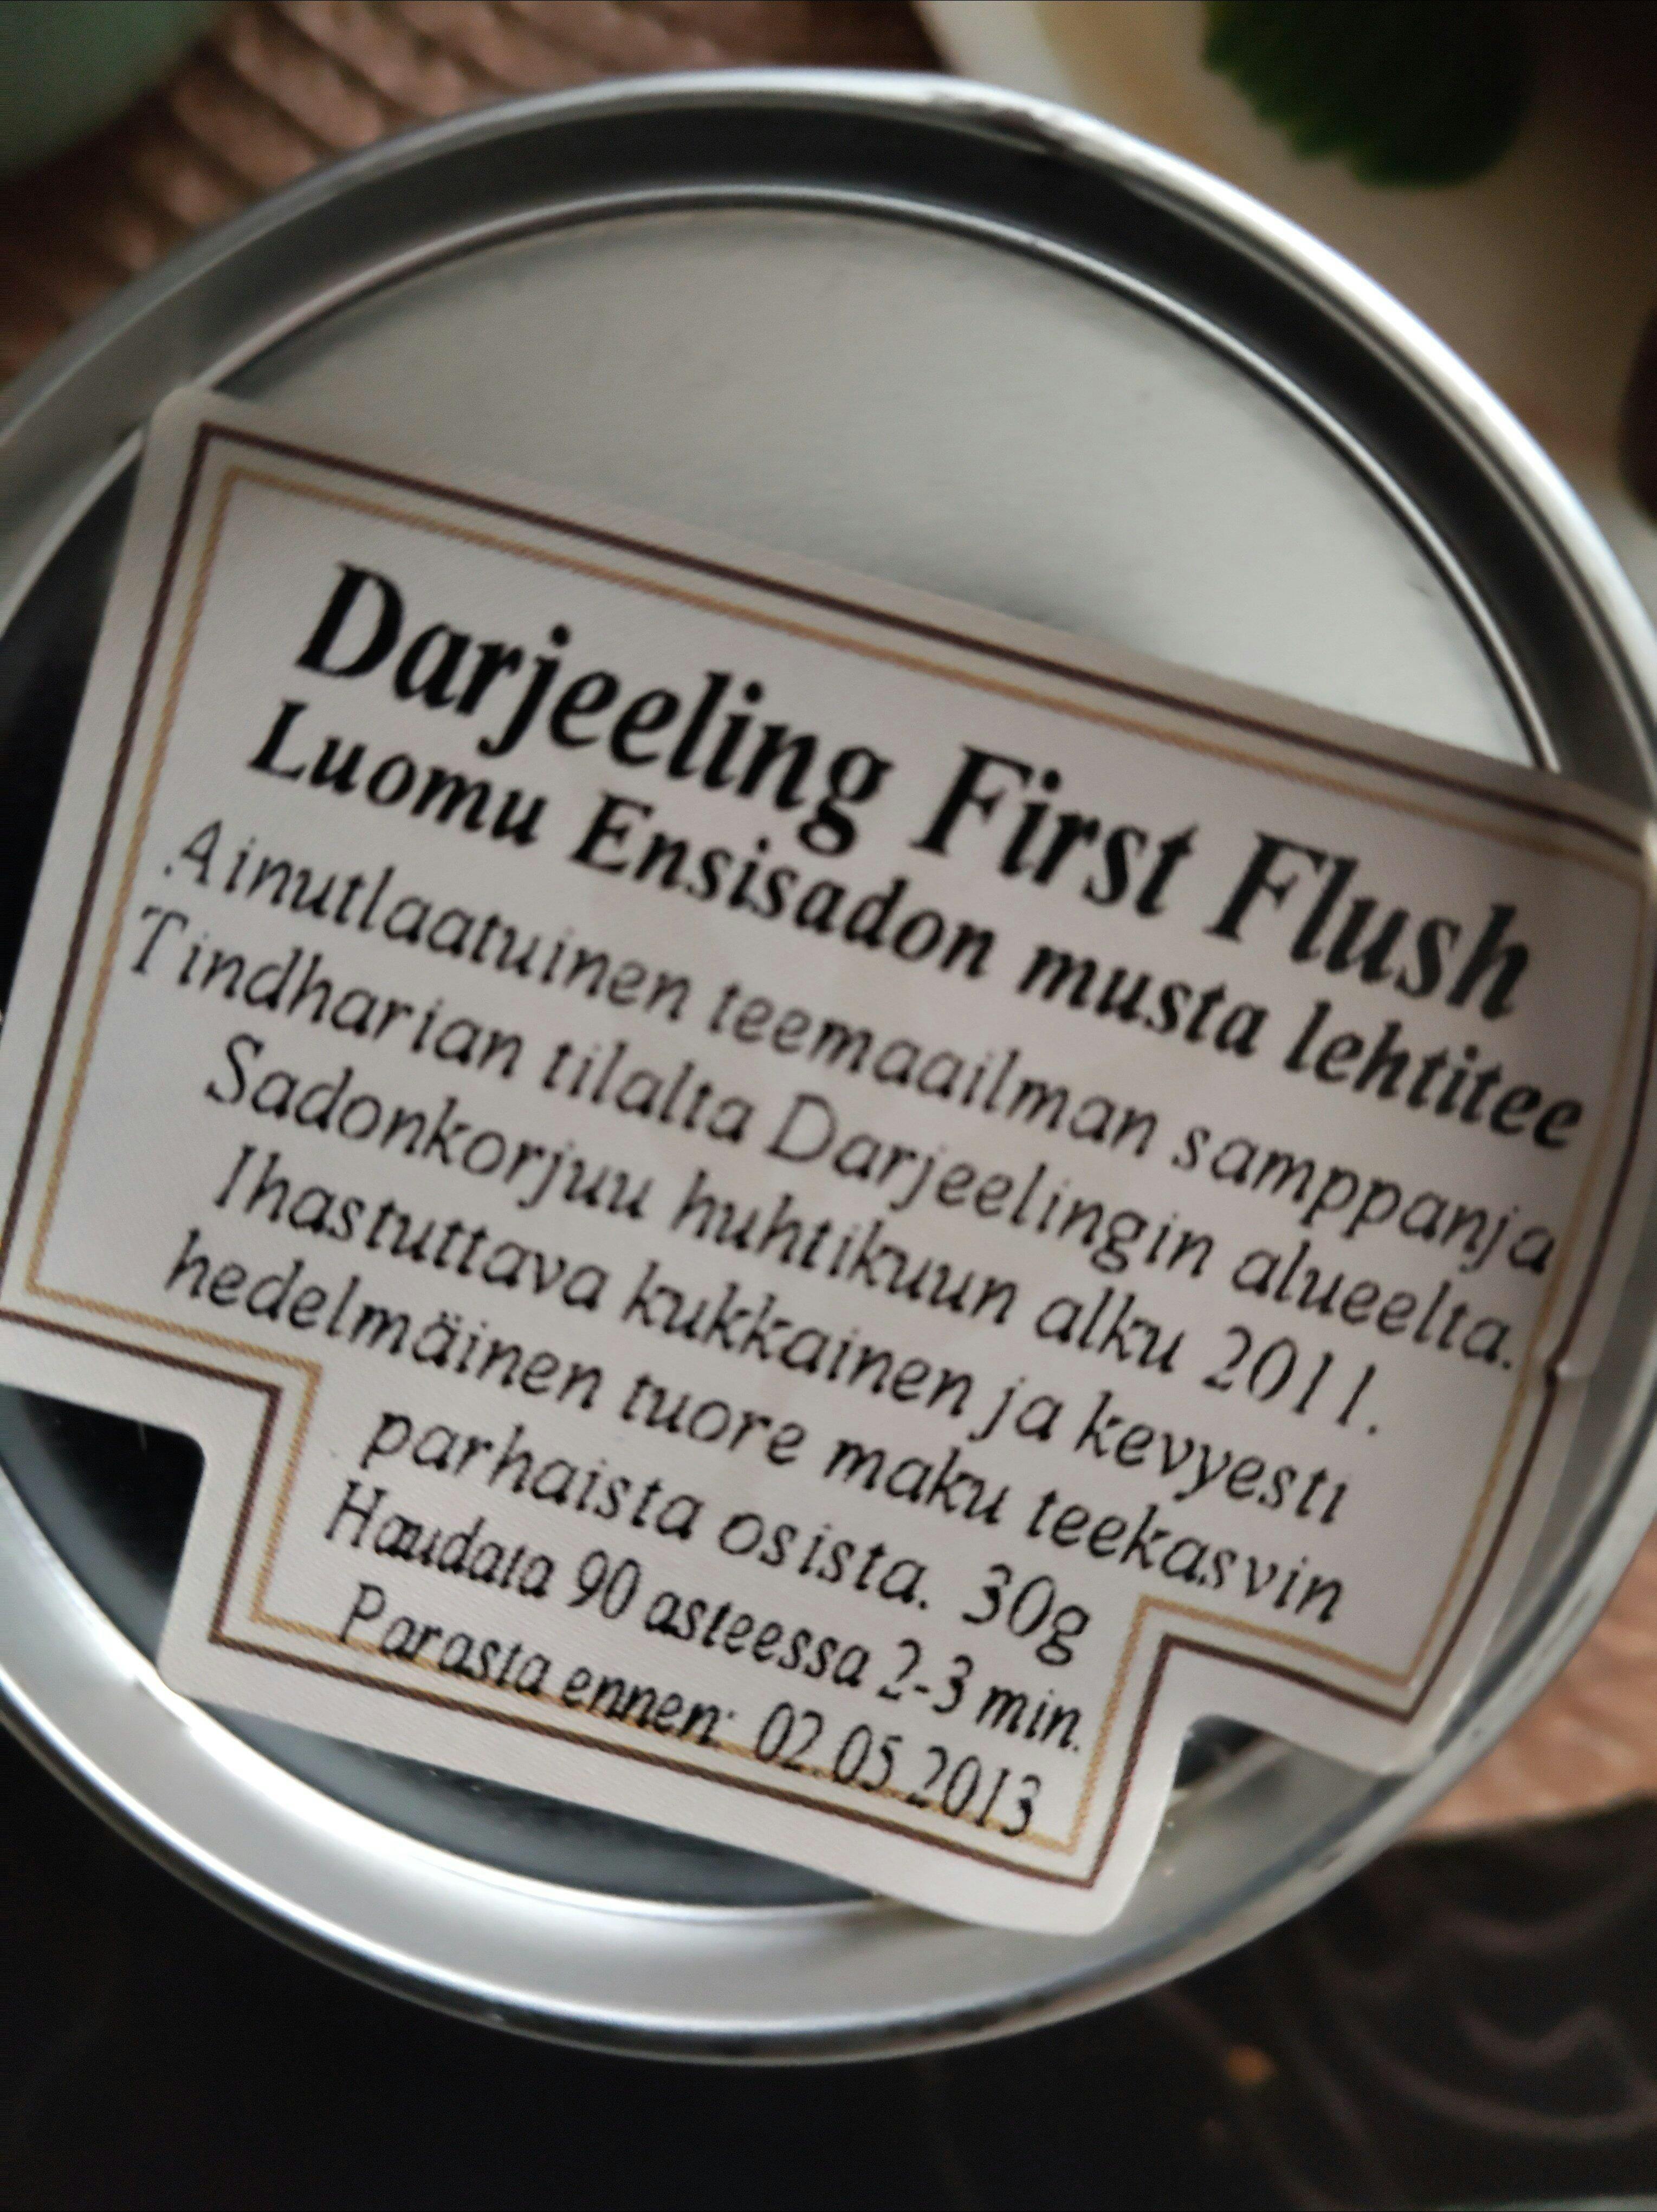 Darjeeling First Flush
Luomu Ensisadon musta lehtitee
Ainutlaatuinen teemaailman samppanja
Tindharian tilalta Darjeelingin alueelta.
Sadonkorjuu huhtikuun alku 2011.
Ihastuttava kukkainen ja kevyesti
hedelmäinen tuore maku teekasvin
parhaista osista. 30g
Haudata 90 asteessa 2-3 min.
Parasta ennen: 02.05.2013